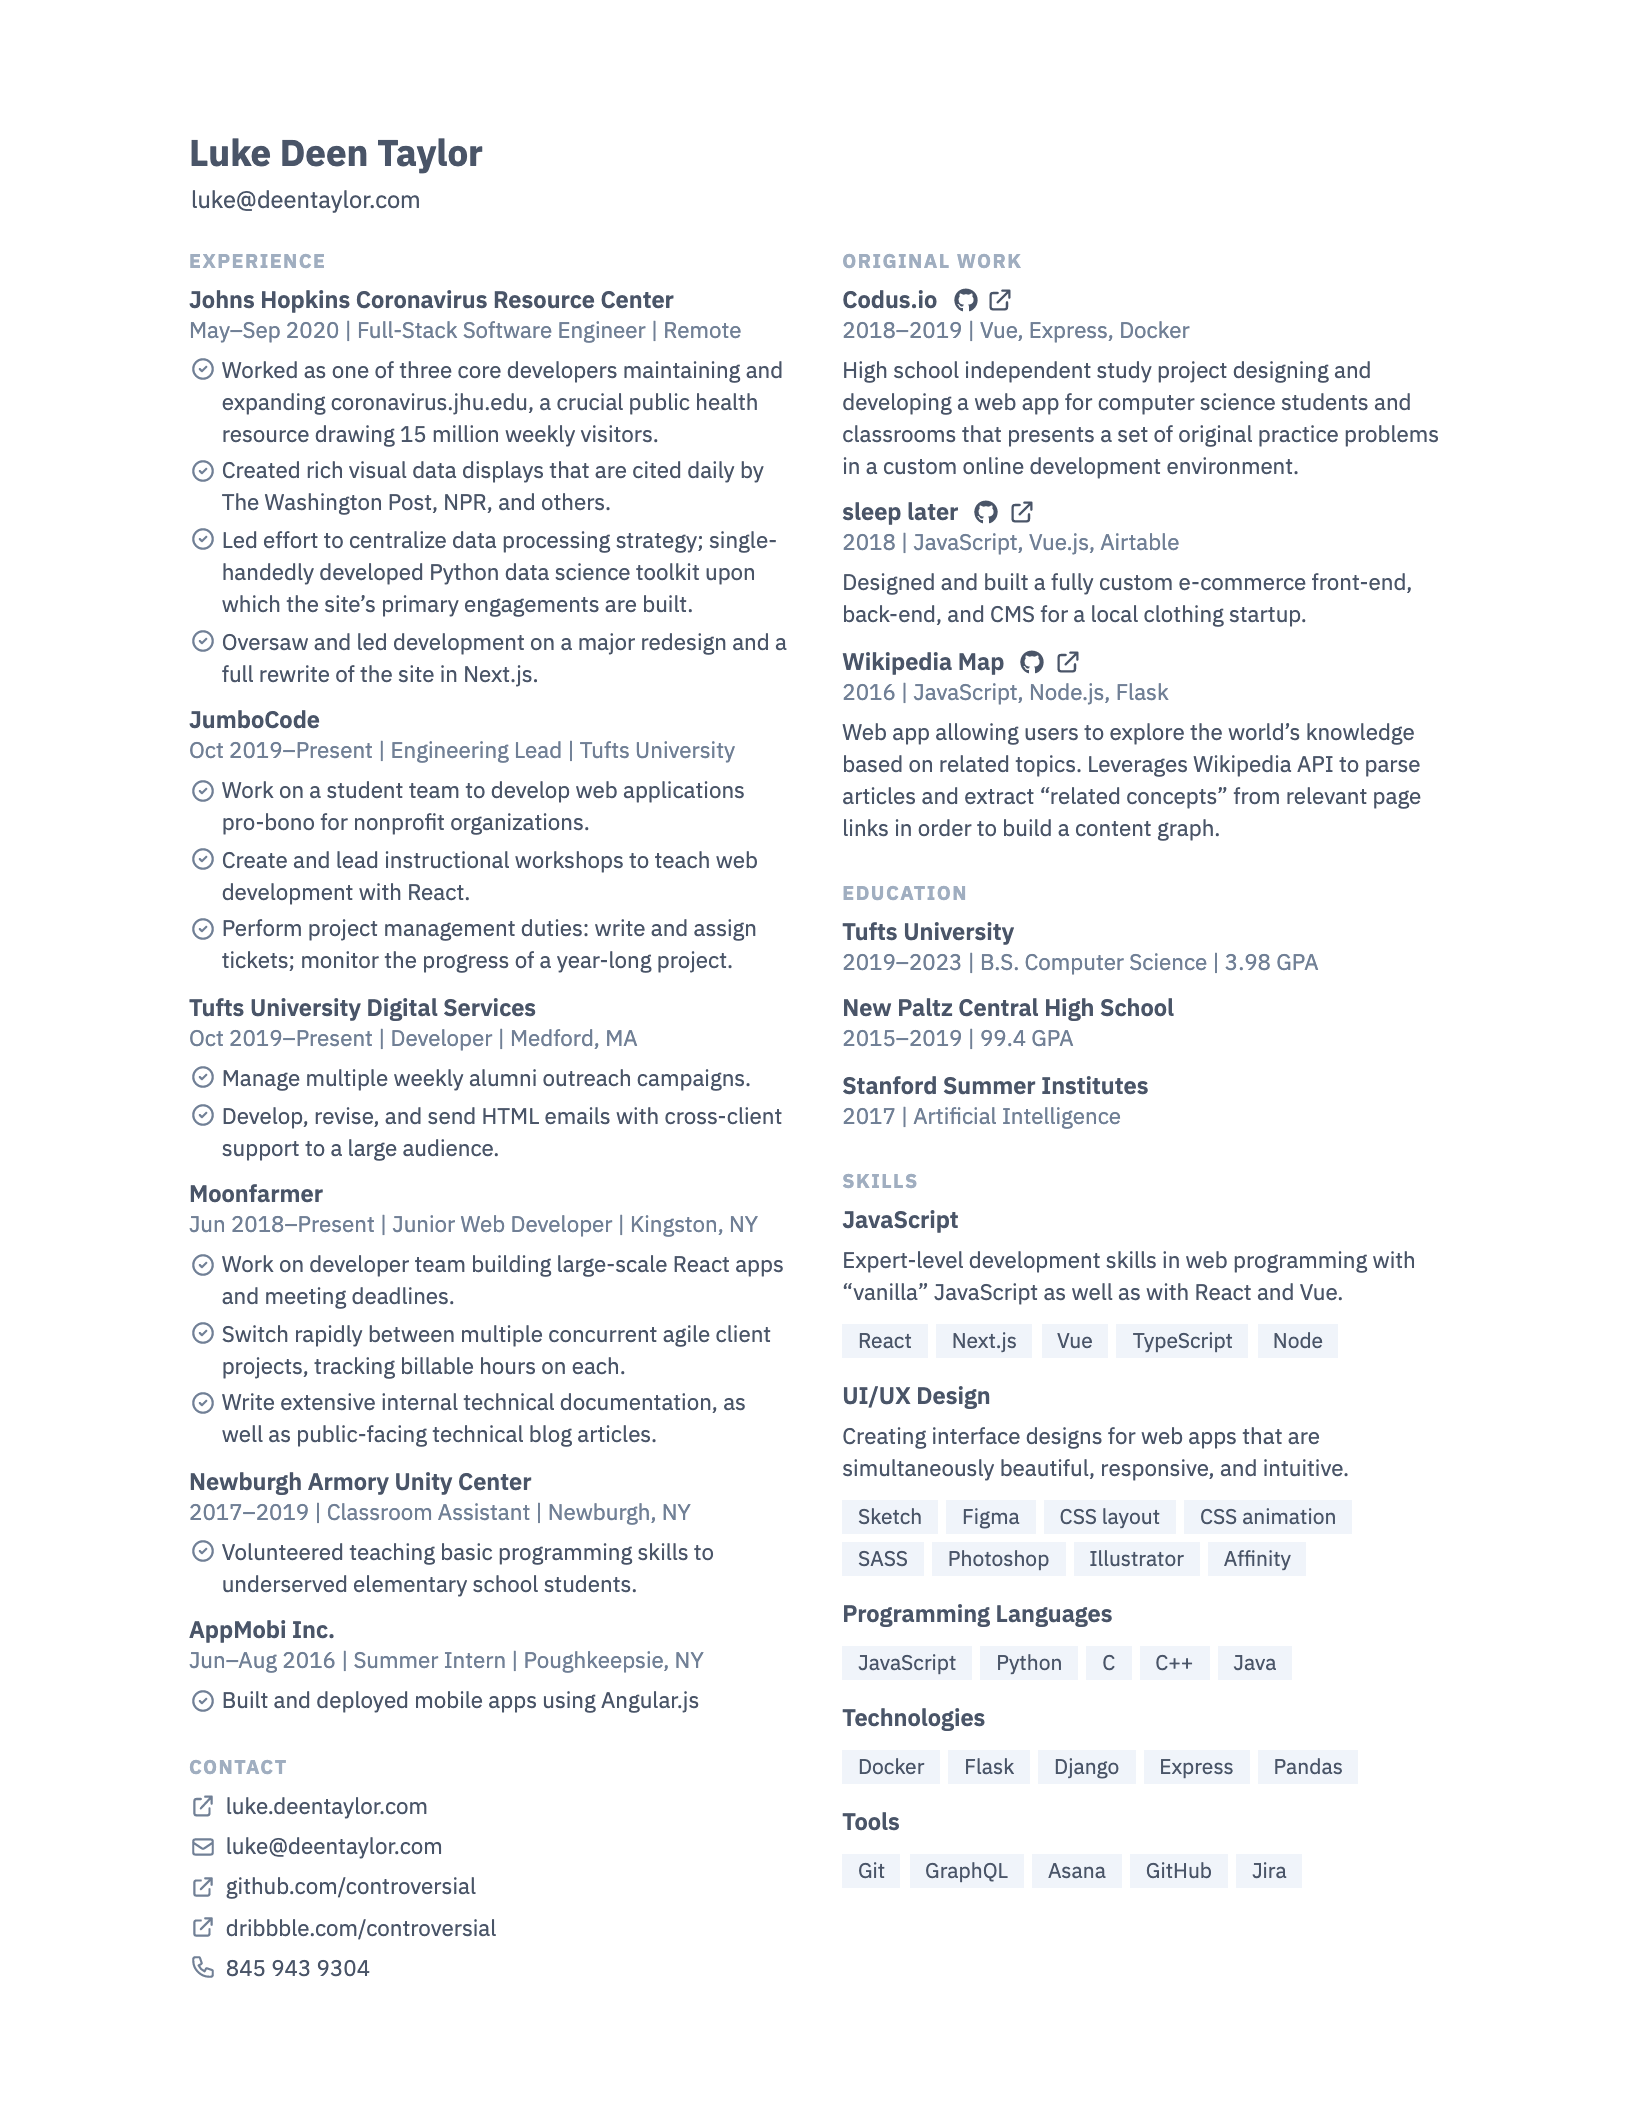 Luke Deen Taylor
luke@deentaylor.com
EXPERIENCE
Johns Hopkins Coronavirus Resource Center
May–Sep 2020 | Full-Stack Software Engineer | Remote
Worked as one of three core developers maintaining and
expanding coronavirus.jhu.edu, a crucial public health
resource drawing 15 million weekly visitors.
Created rich visual data displays that are cited daily by
The Washington Post, NPR, and others.
Led effort to centralize data processing strategy; single-
handedly developed Python data science toolkit upon
which the site’s primary engagements are built.
Oversaw and led development on a major redesign and a
full rewrite of the site in Next.js.
JumboCode
Oct 2019–Present | Engineering Lead | Tufts University
Work on a student team to develop web applications
pro-bono for nonprofit organizations.
Create and lead instructional workshops to teach web
development with React.
Perform project management duties: write and assign
tickets; monitor the progress of a year-long project.
Tufts University Digital Services
Oct 2019–Present | Developer | Medford, MA
Manage multiple weekly alumni outreach campaigns.
Develop, revise, and send HTML emails with cross-client
support to a large audience.
Moonfarmer
Jun 2018–Present | Junior Web Developer | Kingston, NY
Work on developer team building large-scale React apps
and meeting deadlines.
Switch rapidly between multiple concurrent agile client
projects, tracking billable hours on each.
Write extensive internal technical documentation, as
well as public-facing technical blog articles.
Newburgh Armory Unity Center
2017–2019 | Classroom Assistant | Newburgh, NY
Volunteered teaching basic programming skills to
underserved elementary school students.
AppMobi Inc.
Jun–Aug 2016 | Summer Intern | Poughkeepsie, NY
Built and deployed mobile apps using Angular.js
CONTACT
luke.deentaylor.com
luke@deentaylor.com
github.com/controversial
dribbble.com/controversial
845 943 9304
ORIGINAL WORK
Codus.io
2018–2019 | Vue, Express, Docker
High school independent study project designing and
developing a web app for computer science students and
classrooms that presents a set of original practice problems
in a custom online development environment.
sleep later
2018 | JavaScript, Vue.js, Airtable
Designed and built a fully custom e-commerce front-end,
back-end, and CMS for a local clothing startup.
Wikipedia Map
2016 | JavaScript, Node.js, Flask
Web app allowing users to explore the world’s knowledge
based on related topics. Leverages Wikipedia API to parse
articles and extract “related concepts” from relevant page
links in order to build a content graph.
EDUCATION
Tufts University
2019–2023 | B.S. Computer Science | 3.98 GPA
New Paltz Central High School
2015–2019 | 99.4 GPA
Stanford Summer Institutes
2017 | Artificial Intelligence
SKILLS
JavaScript
Expert-level development skills in web programming with
“vanilla” JavaScript as well as with React and Vue.
React Next.js Vue TypeScript Node
UI/UX Design
Creating interface designs for web apps that are
simultaneously beautiful, responsive, and intuitive.
Sketch Figma CSS layout CSS animation
SASS Photoshop Illustrator Affinity
Programming Languages
JavaScript Python C C++ Java
Technologies
Docker Flask Django Express Pandas
Tools
Git GraphQL Asana GitHub Jira